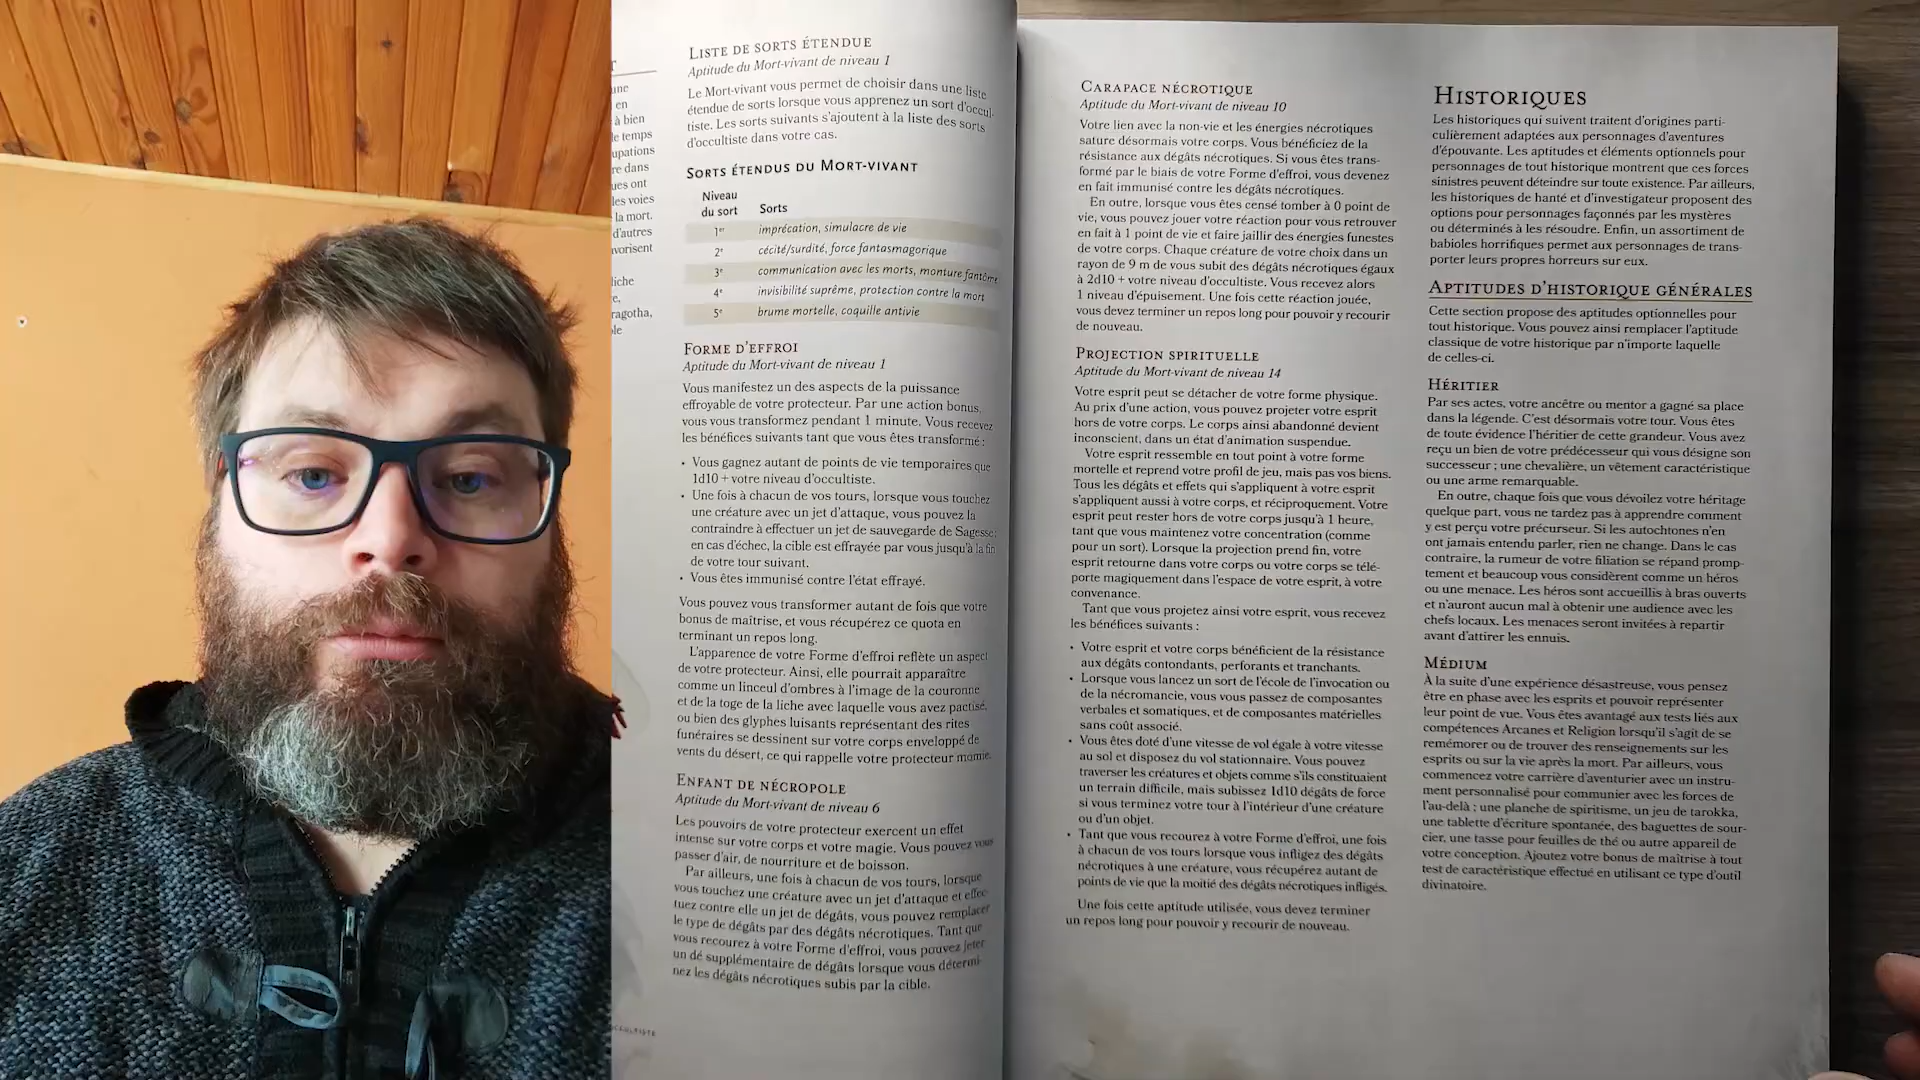 T
une
en
à bien
le temps
upations
re dans
ues ont
les voies
la mort.
d'autres
vorisent
liche
e,
ragotha,
ole
LISTE DE SORTS ÉTENDUE
Aptitude du Mort-vivant de niveau 1
Le Mort-vivant vous permet de choisir dans une liste
étendue de sorts lorsque vous apprenez un sort d'occul-
tiste. Les sorts suivants s'ajoutent à la liste des sorts
d'occultiste dans votre cas.
SORTS ÉTENDUS DU MORT-VIVANT
Niveau
du sort Sorts
1er imprécation, simulacre de vie
2e cécité/surdité, force fantasmagorique
3e communication avec les morts, monture fantôme
4e invisibilité suprême, protection contre la mort
5e brume mortelle, coquille antivie
FORME D'EFFROI
Aptitude du Mort-vivant de niveau 1
Vous manifestez un des aspects de la puissance
effroyable de votre protecteur. Par une action bonus,
vous vous transformez pendant 1 minute. Vous recevez
les bénéfices suivants tant que vous êtes transformé :
• Vous gagnez autant de points de vie temporaires que
1d10 + votre niveau d'occultiste.
• Une fois à chacun de vos tours, lorsque vous touchez
une créature avec un jet d'attaque, vous pouvez la
contraindre à effectuer un jet de sauvegarde de Sagesse ;
en cas d'échec, la cible est effrayée par vous jusqu'à la fin
de votre tour suivant.
• Vous êtes immunisé contre l'état effrayé.
Vous pouvez vous transformer autant de fois que votre
bonus de maîtrise, et vous récupérez ce quota en
terminant un repos long.
L'apparence de votre Forme d'effroi reflète un aspect
de votre protecteur. Ainsi, elle pourrait apparaître
comme un linceul d'ombres à l'image de la couronne
et de la toge de la liche avec laquelle vous avez pactisé,
ou bien des glyphes luisants représentant des rites
funéraires se dessinent sur votre corps enveloppé de
vents du désert, ce qui rappelle votre protecteur momie.
ENFANT DE NÉCROPOLE
Aptitude du Mort-vivant de niveau 6
Les pouvoirs de votre protecteur exercent un effet
intense sur votre corps et votre magie. Vous pouvez vous
passer d'air, de nourriture et de boisson.
Par ailleurs, une fois à chacun de vos tours, lorsque
vous touchez une créature avec un jet d'attaque et effec-
tuez contre elle un jet de dégâts, vous pouvez remplacer
le type de dégâts par des dégâts nécrotiques. Tant que
vous recourez à votre Forme d'effroi, vous pouvez jeter
un dé supplémentaire de dégâts lorsque vous détermi-
nez les dégâts nécrotiques subis par la cible.
CARAPACE NÉCROTIQUE
Aptitude du Mort-vivant de niveau 10
Votre lien avec la non-vie et les énergies nécrotiques
sature désormais votre corps. Vous bénéficiez de la
résistance aux dégâts nécrotiques. Si vous êtes trans-
formé par le biais de votre Forme d'effroi, vous devenez
en fait immunisé contre les dégâts nécrotiques.
En outre, lorsque vous êtes censé tomber à 0 point de
vie, vous pouvez jouer votre réaction pour vous retrouver
en fait à 1 point de vie et faire jaillir des énergies funestes
de votre corps. Chaque créature de votre choix dans un
rayon de 9 m de vous subit des dégâts nécrotiques égaux
à 2d10 + votre niveau d'occultiste. Vous recevez alors
1 niveau d'épuisement. Une fois cette réaction jouée,
vous devez terminer un repos long pour pouvoir y recourir
de nouveau.
PROJECTION SPIRITUELLE
Aptitude du Mort-vivant de niveau 14
Votre esprit peut se détacher de votre forme physique.
Au prix d'une action, vous pouvez projeter votre esprit
hors de votre corps. Le corps ainsi abandonné devient
inconscient, dans un état d'animation suspendue.
Votre esprit ressemble en tout point à votre forme
mortelle et reprend votre profil de jeu, mais pas vos biens.
Tous les dégâts et effets qui s'appliquent à votre esprit
s'appliquent aussi à votre corps, et réciproquement. Votre
esprit peut rester hors de votre corps jusqu'à 1 heure,
tant que vous maintenez votre concentration (comme
pour un sort). Lorsque la projection prend fin, votre
esprit retourne dans votre corps ou votre corps se télé-
porte magiquement dans l'espace de votre esprit, à votre
convenance.
Tant que vous projetez ainsi votre esprit, vous recevez
les bénéfices suivants :
• Votre esprit et votre corps bénéficient de la résistance
aux dégâts contondants, perforants et tranchants.
• Lorsque vous lancez un sort de l'école de l'invocation ou
de la nécromancie, vous vous passez de composantes
verbales et somatiques, et de composantes matérielles
sans coût associé.
• Vous êtes doté d'une vitesse de vol égale à votre vitesse
au sol et disposez du vol stationnaire. Vous pouvez
traverser les créatures et objets comme s'ils constituaient
un terrain difficile, mais subissez 1d10 dégâts de force
si vous terminez votre tour à l'intérieur d'une créature
ou d'un objet.
• Tant que vous recourez à votre Forme d'effroi, une fois
à chacun de vos tours lorsque vous infligez des dégâts
nécrotiques à une créature, vous récupérez autant de
points de vie que la moitié des dégâts nécrotiques infligés.
Une fois cette aptitude utilisée, vous devez terminer
un repos long pour pouvoir y recourir de nouveau.
HISTORIQUES
Les historiques qui suivent traitent d'origines parti-
culièrement adaptées aux personnages d'aventures
d'épouvante. Les aptitudes et éléments optionnels pour
personnages de tout historique montrent que ces forces
sinistres peuvent déteindre sur toute existence. Par ailleurs,
les historiques de hanté et d'investigateur proposent des
options pour personnages façonnés par les mystères
ou déterminés à les résoudre. Enfin, un assortiment de
babioles horrifiques permet aux personnages de trans-
porter leurs propres horreurs sur eux.
APTITUDES D'HISTORIQUE GÉNÉRALES
Cette section propose des aptitudes optionnelles pour
tout historique. Vous pouvez ainsi remplacer l'aptitude
classique de votre historique par n'importe laquelle
de celles-ci.
HÉRITIER
Par ses actes, votre ancêtre ou mentor a gagné sa place
dans la légende. C'est désormais votre tour. Vous êtes
de toute évidence l'héritier de cette grandeur. Vous avez
reçu un bien de votre prédécesseur qui vous désigne son
successeur ; une chevalière, un vêtement caractéristique
ou une arme remarquable.
En outre, chaque fois que vous dévoilez votre héritage
quelque part, vous ne tardez pas à apprendre comment
y est perçu votre précurseur. Si les autochtones n'en
ont jamais entendu parler, rien ne change. Dans le cas
contraire, la rumeur de votre filiation se répand promp-
tement et beaucoup vous considèrent comme un héros
ou une menace. Les héros sont accueillis à bras ouverts
et n'auront aucun mal à obtenir une audience avec les
chefs locaux. Les menaces seront invitées à repartir
avant d'attirer les ennuis.
MÉDIUM
À la suite d'une expérience désastreuse, vous pensez
être en phase avec les esprits et pouvoir représenter
leur point de vue. Vous êtes avantagé aux tests liés aux
compétences Arcanes et Religion lorsqu'il s'agit de se
remémorer ou de trouver des renseignements sur les
esprits ou sur la vie après la mort. Par ailleurs, vous
commencez votre carrière d'aventurier avec un instru-
ment personnalisé pour communier avec les forces de
l'au-delà ; une planche de spiritisme, un jeu de tarokka,
une tablette d'écriture spontanée, des baguettes de sour-
cier, une tasse pour feuilles de thé ou autre appareil de
votre conception. Ajoutez votre bonus de maîtrise à tout
test de caractéristique effectué en utilisant ce type d'outil
divinatoire.